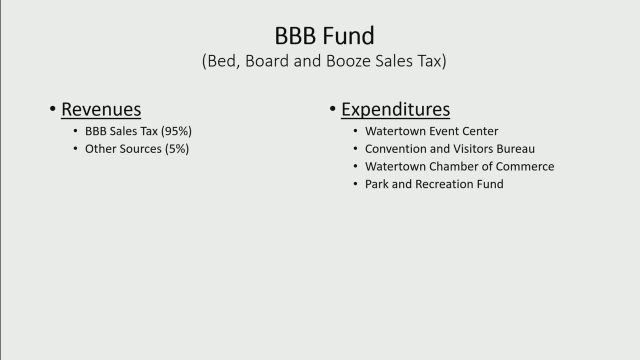 BBB Fund
(Bed, Board and Booze Sales Tax)
• Revenues
• BBB Sales Tax (95%)
• Other Sources (5%)
• Expenditures
• Watertown Event Center
• Convention and Visitors Bureau
• Watertown Chamber of Commerce
• Park and Recreation Fund